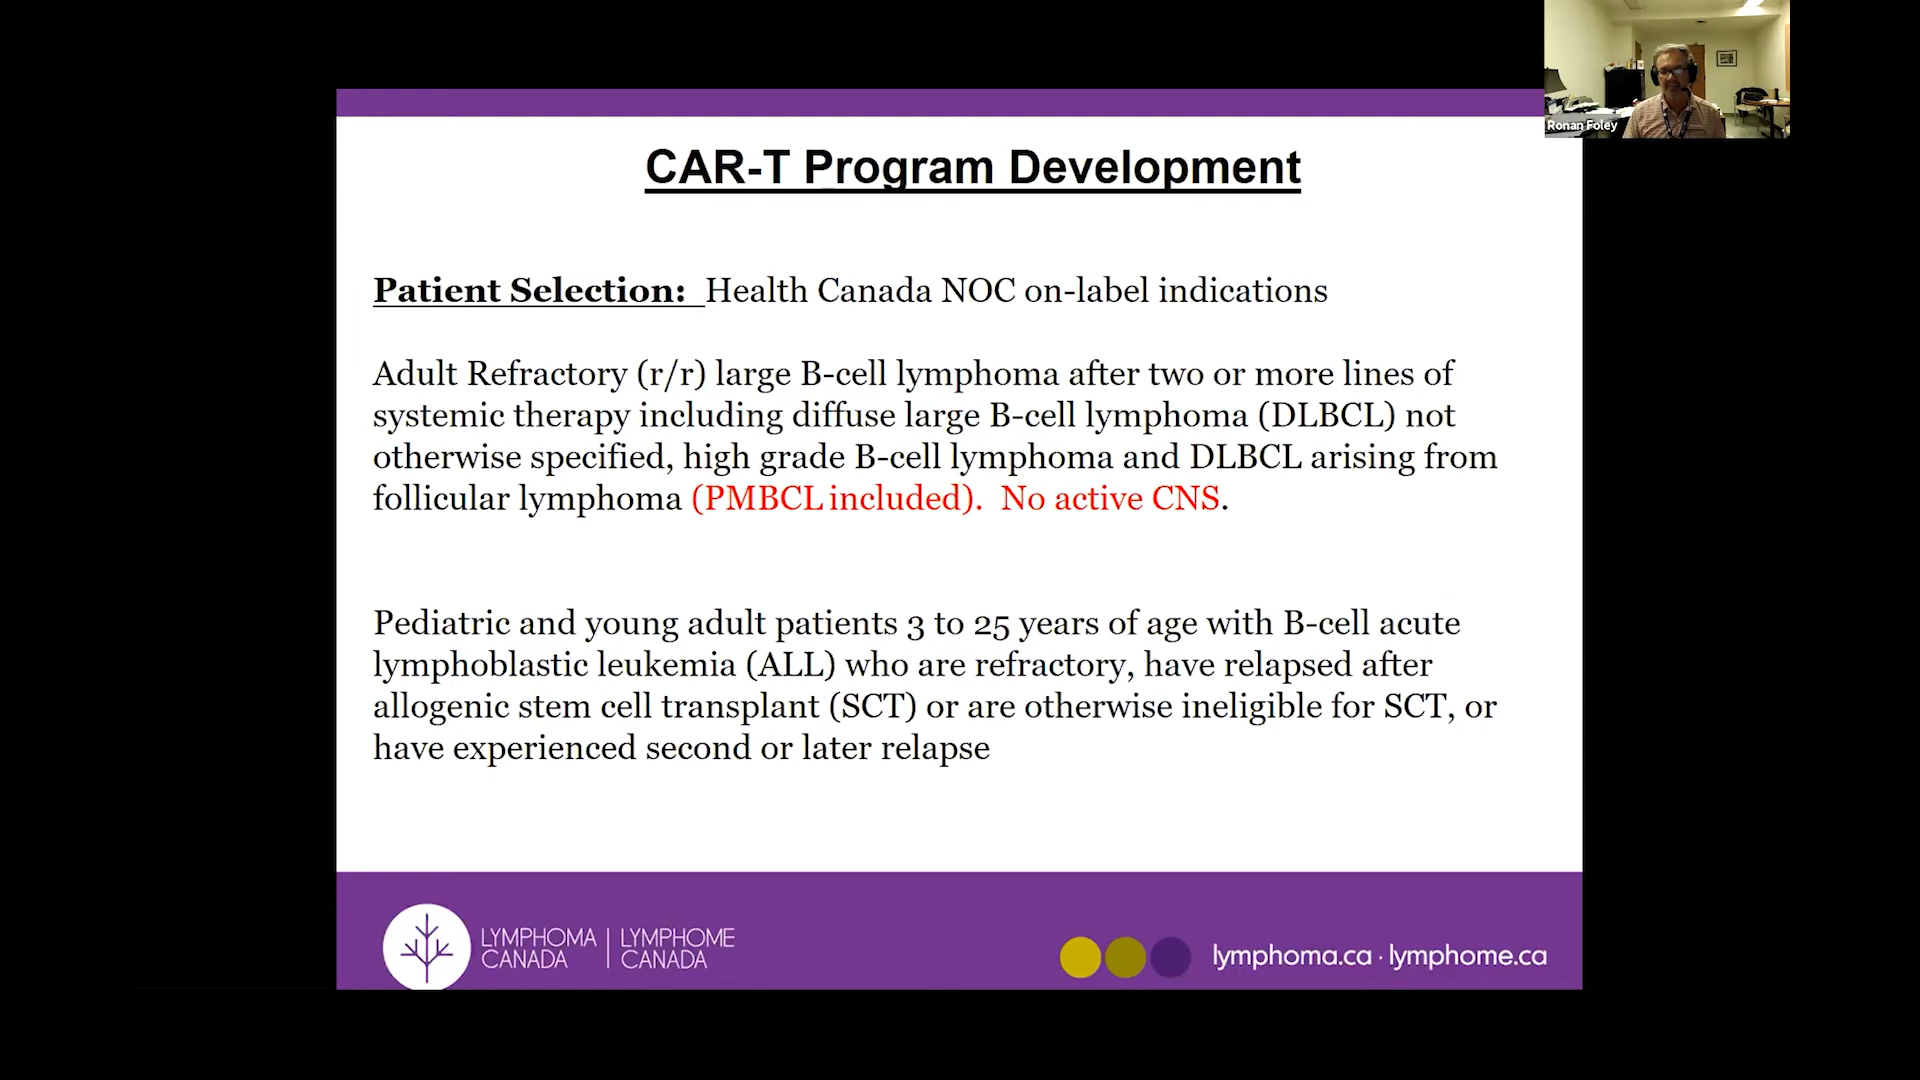 Ronan Foley
CAR-T Program Development
Patient Selection: Health Canada NOC on-label indications
Adult Refractory (r/r) large B-cell lymphoma after two or more lines of
systemic therapy including diffuse large B-cell lymphoma (DLBCL) not
otherwise specified, high grade B-cell lymphoma and DLBCL arising from
follicular lymphoma (PMBCL included). No active CNS.
Pediatric and young adult patients 3 to 25 years of age with B-cell acute
lymphoblastic leukemia (ALL) who are refractory, have relapsed after
allogenic stem cell transplant (SCT) or are otherwise ineligible for SCT, or
have experienced second or later relapse
LYMPHOMA | LYMPHOME
CANADA | CANADA
lymphoma.ca · lymphome.ca